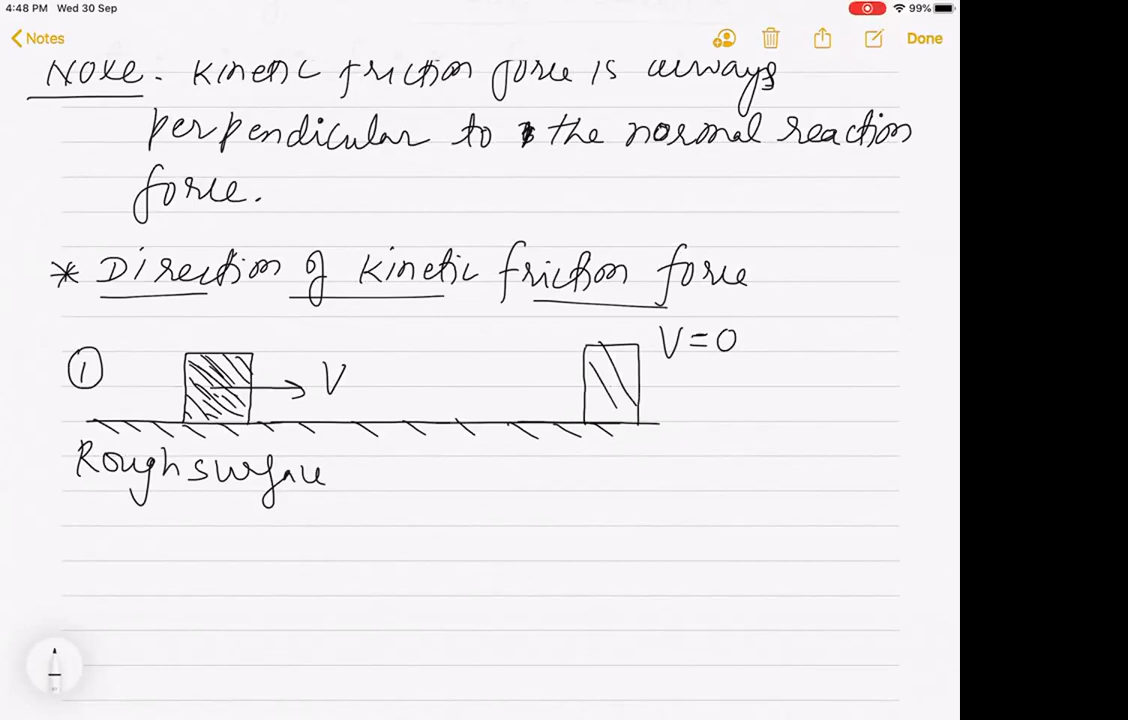 4:48 PM Wed 30 Sep
99%
Notes
Done
Note - Kinetic friction force is always
perpendicular to the normal reaction
force.
* Direction of kinetic friction force
① V
V = 0
Rough surface